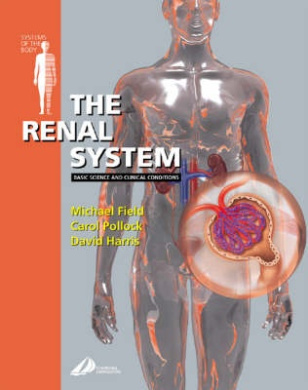 SYSTEMS
OF THE
BODY
THE
RENAL
SYSTEM
BASIC SCIENCE AND CLINICAL CONDITIONS
Michael Field
Carol Pollock
David Harris